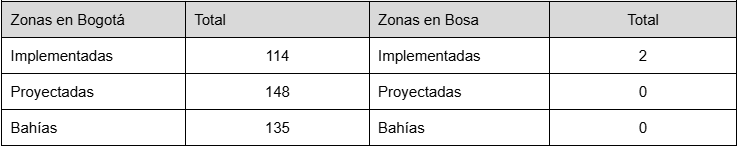 Zonas en Bogotá Total Zonas en Bosa Total
Implementadas 114 Implementadas 2
Proyectadas 148 Proyectadas 0
Bahías 135 Bahías 0